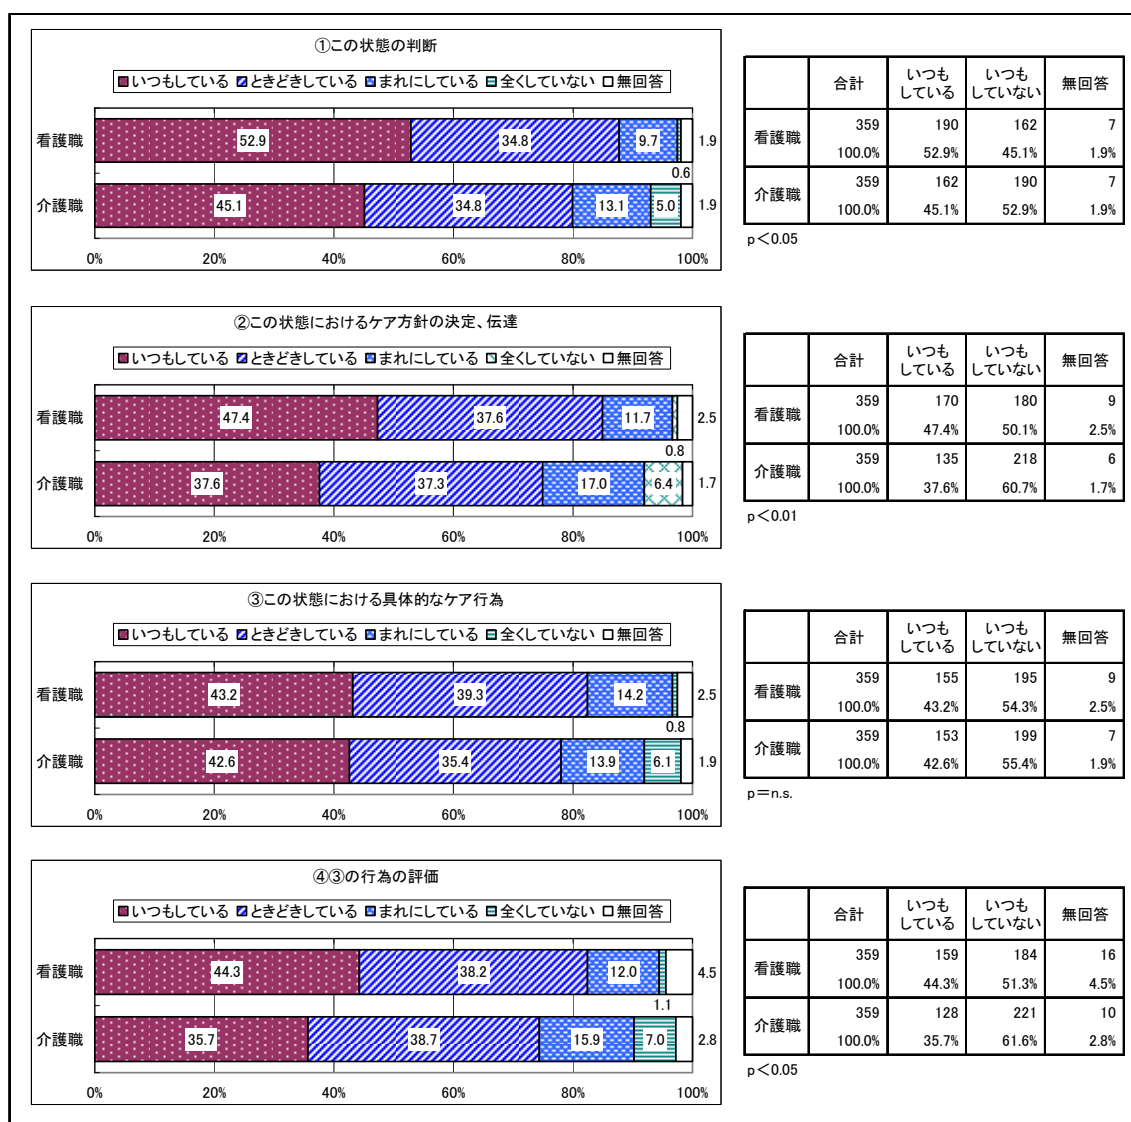 ①この状態の判断
いつもしている ときどきしている まれにしている 全くしていない 無回答
看護職 52.9 34.8 9.7 1.9
0.6
介護職 45.1 34.8 13.1 5.0 1.9
0% 20% 40% 60% 80% 100%
合計 いつもしている いつもしていない 無回答
看護職 359 190 162 7
100.0% 52.9% 45.1% 1.9%
介護職 359 162 190 7
100.0% 45.1% 52.9% 1.9%
p＜0.05
②この状態におけるケア方針の決定、伝達
いつもしている ときどきしている まれにしている 全くしていない 無回答
看護職 47.4 37.6 11.7 2.5
0.8
介護職 37.6 37.3 17.0 6.4 1.7
0% 20% 40% 60% 80% 100%
合計 いつもしている いつもしていない 無回答
看護職 359 170 180 9
100.0% 47.4% 50.1% 2.5%
介護職 359 135 218 6
100.0% 37.6% 60.7% 1.7%
p＜0.01
③この状態における具体的なケア行為
いつもしている ときどきしている まれにしている 全くしていない 無回答
看護職 43.2 39.3 14.2 2.5
0.8
介護職 42.6 35.4 13.9 6.1 1.9
0% 20% 40% 60% 80% 100%
合計 いつもしている いつもしていない 無回答
看護職 359 155 195 9
100.0% 43.2% 54.3% 2.5%
介護職 359 153 199 7
100.0% 42.6% 55.4% 1.9%
p＝n.s.
④③の行為の評価
いつもしている ときどきしている まれにしている 全くしていない 無回答
看護職 44.3 38.2 12.0 4.5
1.1
介護職 35.7 38.7 15.9 7.0 2.8
0% 20% 40% 60% 80% 100%
合計 いつもしている いつもしていない 無回答
看護職 359 159 184 16
100.0% 44.3% 51.3% 4.5%
介護職 359 128 221 10
100.0% 35.7% 61.6% 2.8%
p＜0.05